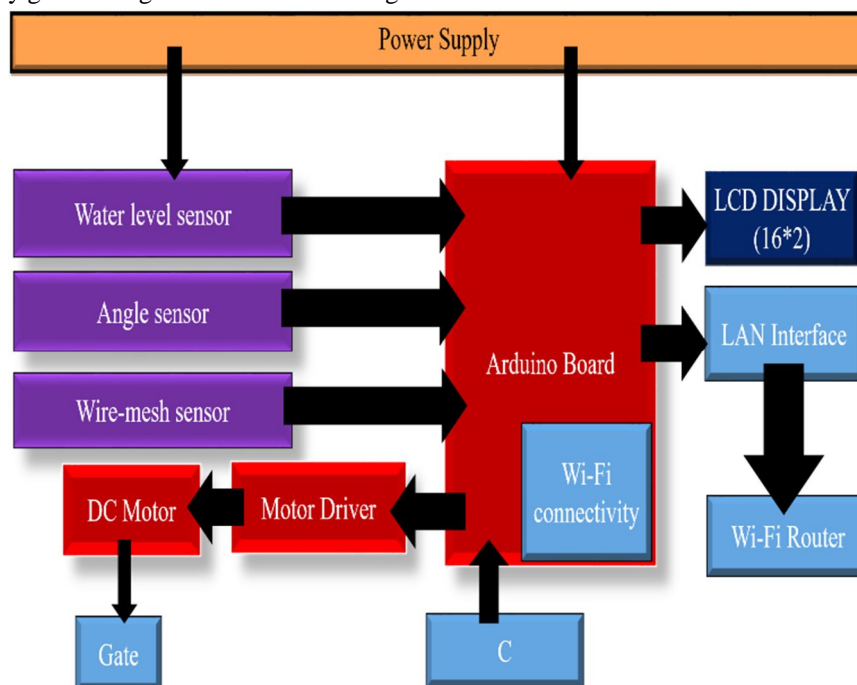 Power Supply
Water level sensor
Angle sensor
Wire-mesh sensor
Arduino Board
Wi-Fi
connectivity
LCD DISPLAY
(16*2)
LAN Interface
Wi-Fi Router
DC Motor
Motor Driver
Gate
C